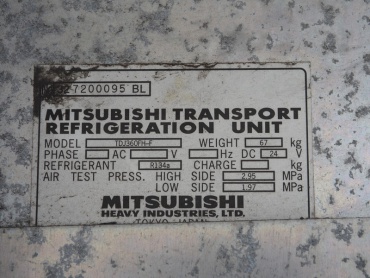 327200095 BL
MITSUBISHI TRANSPORT
REFRIGERATION UNIT
MODEL TDJ360FH-F WEIGHT 67 kg
PHASE AC V Hz DC 24 V
REFRIGERANT R134a CHARGE kg
AIR TEST PRESS. HIGH SIDE 2.95 MPa
LOW SIDE 1.97 MPa
MITSUBISHI
HEAVY INDUSTRIES, LTD.
TOKYO JAPAN